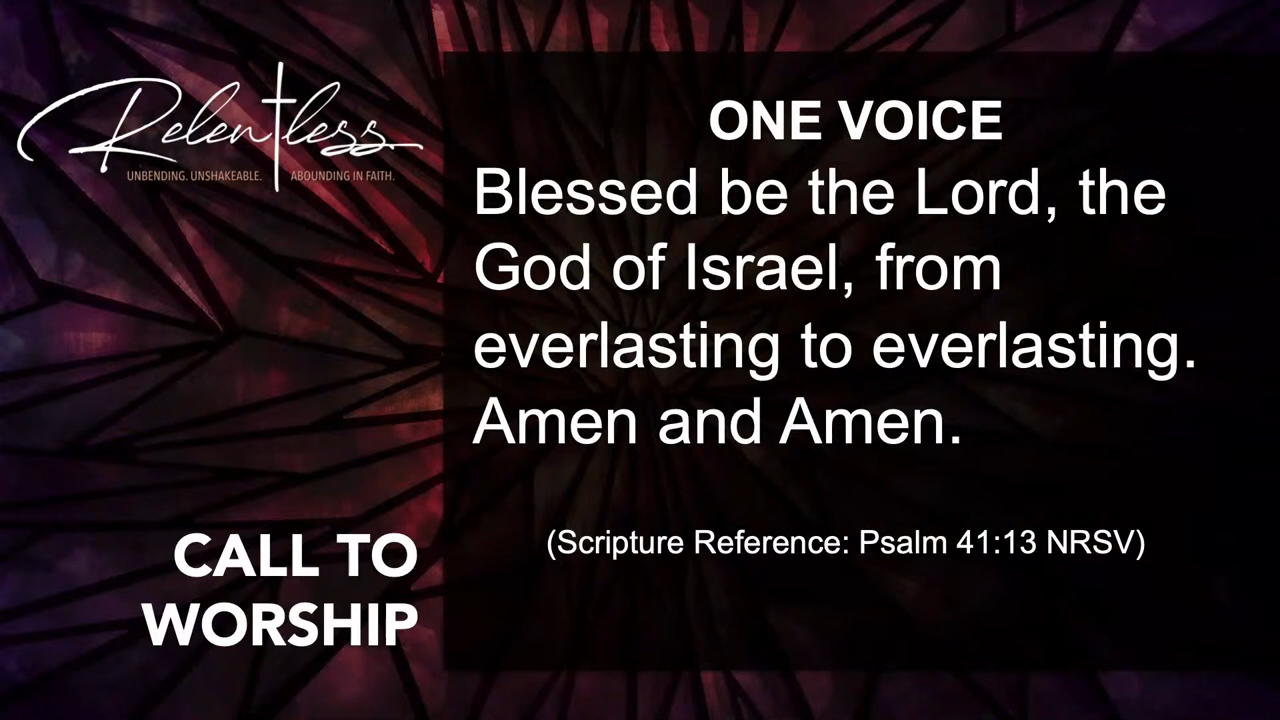 Relentless.
UNBENDING. UNSHAKEABLE. ABOUNDING IN FAITH.
CALL TO
WORSHIP
ONE VOICE
Blessed be the Lord, the
God of Israel, from
everlasting to everlasting.
Amen and Amen.
(Scripture Reference: Psalm 41:13 NRSV)